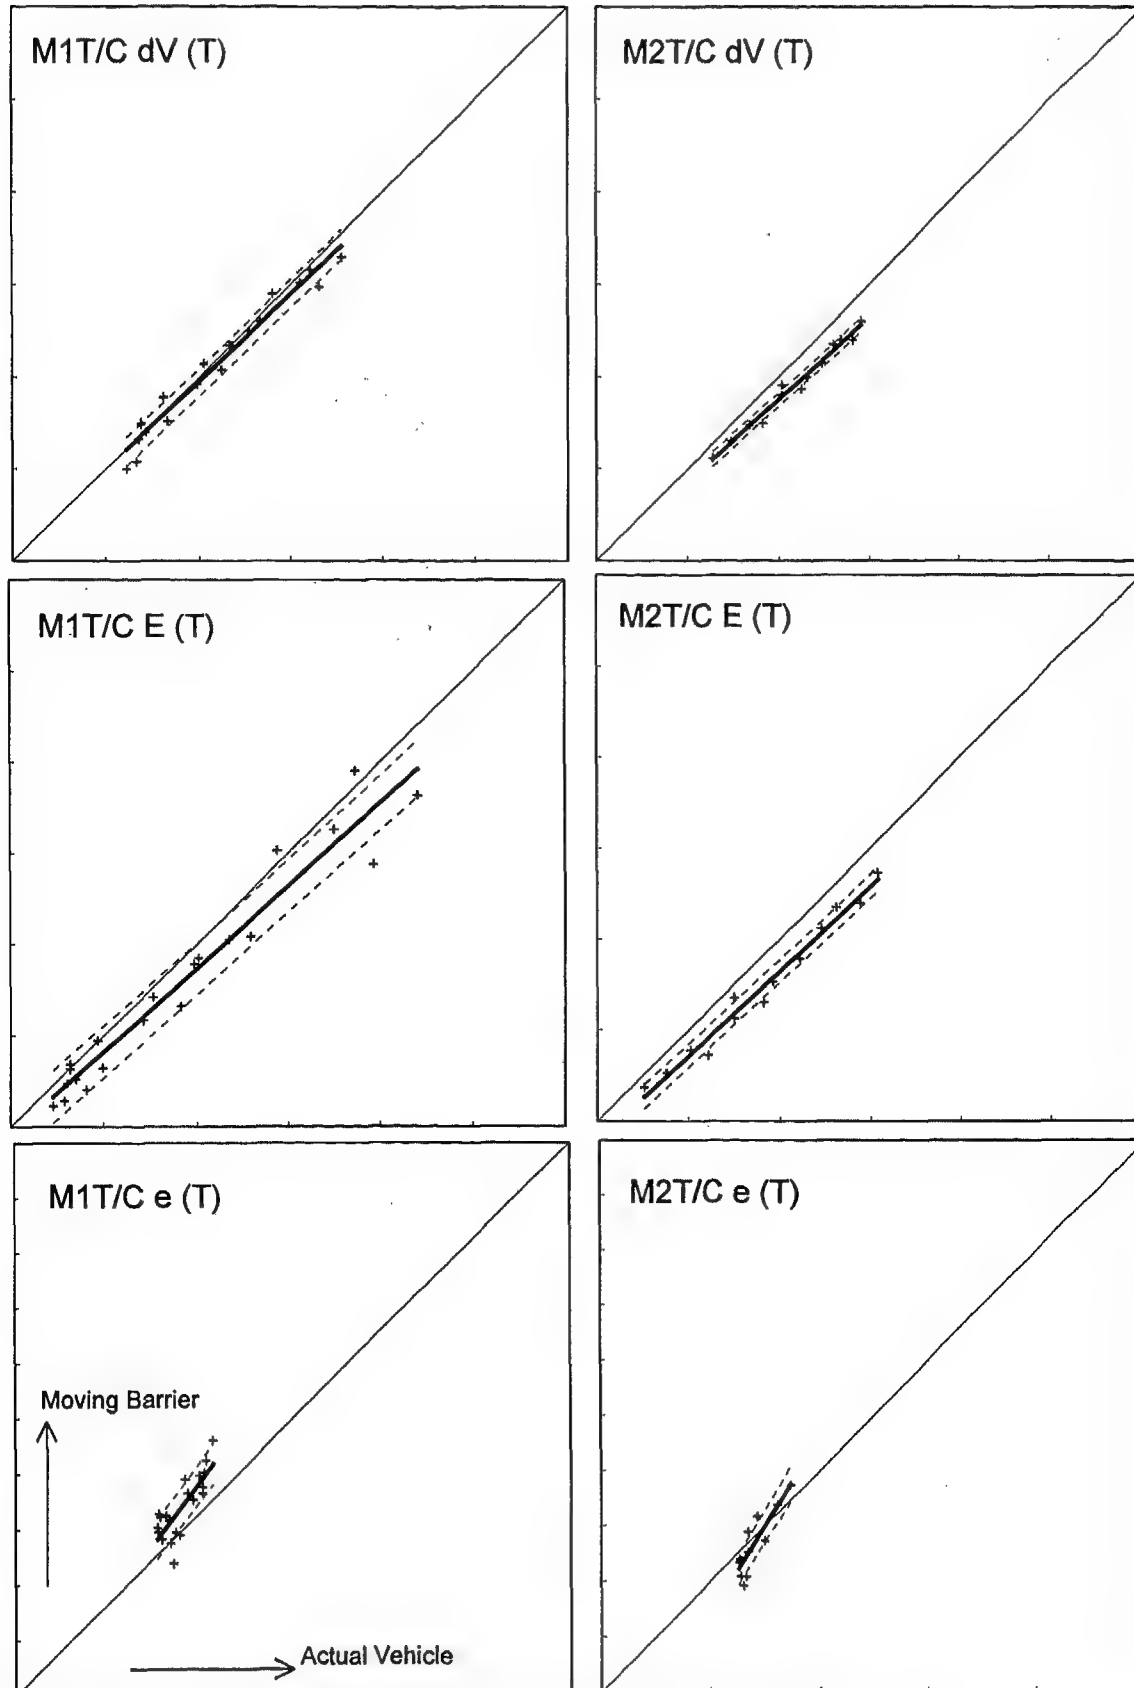 M1T/C dV (T)
M2T/C dV (T)
M1T/C E (T)
M2T/C E (T)
M1T/C e (T)
M2T/C e (T)
Moving Barrier
Actual Vehicle